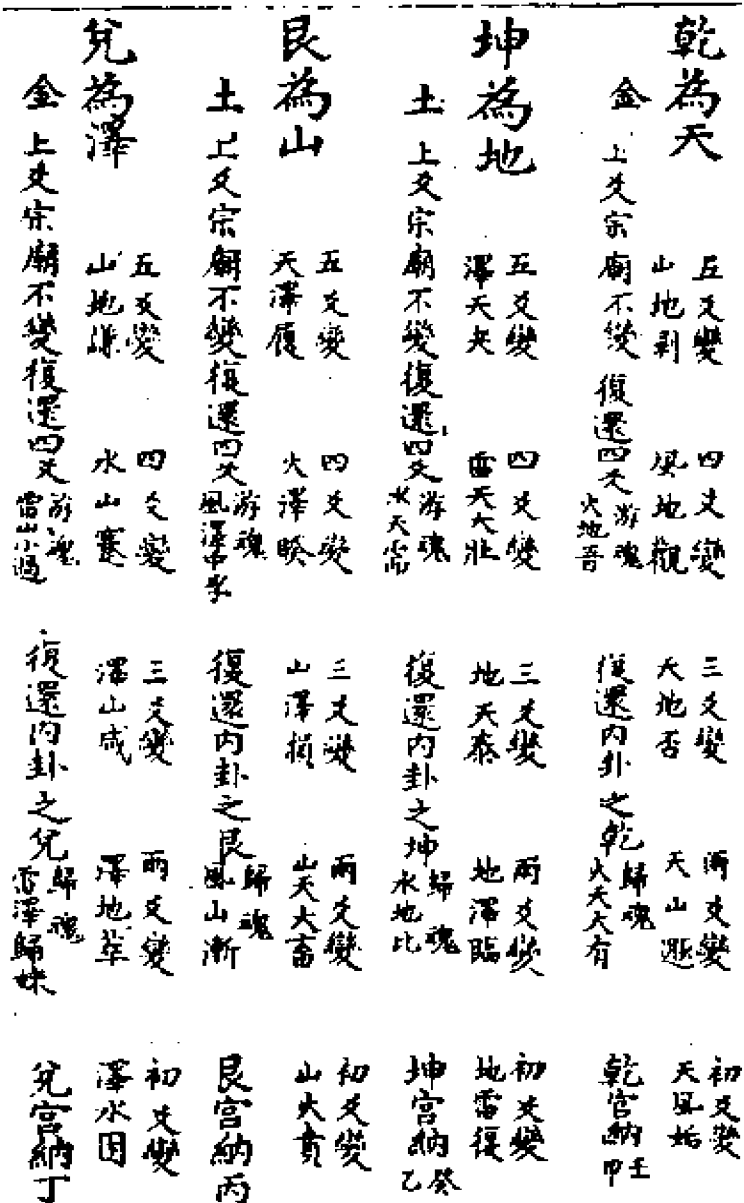 乾為天
五爻變　四爻變　三爻變　兩爻變　初爻變
山地剥　風地觀　天地否　天山遯　天風姤
金　上爻宗廟不變　復還四爻　游魂　火地晉　復還内卦之乾　歸魂　火天大有　乾宫納壬甲
坤為地
五爻變　四爻變　三爻變　兩爻變　初爻變
澤天夬　雷天大壯　地天泰　地澤臨　地雷復
土　上爻宗廟不變復還四爻　游魂　水天需　復還内卦之坤　歸魂　水地比　坤宫納癸乙
艮為山
五爻變　四爻變　三爻變　兩爻變　初爻變
天澤履　火澤睽　山澤損　山天大畜　山火賁
土　上爻宗廟不變復還四爻　游魂　風澤中孚　復還内卦之艮　歸魂　風山漸　艮宫納丙
兌為澤
五爻變　四爻變　三爻變　兩爻變　初爻變
山地謙　水山蹇　澤山咸　澤地萃　澤水困
金　上爻宗廟不變復還四爻　游魂　雷山小過　復還内卦之兌　歸魂　雷澤歸妹　兌宫納丁